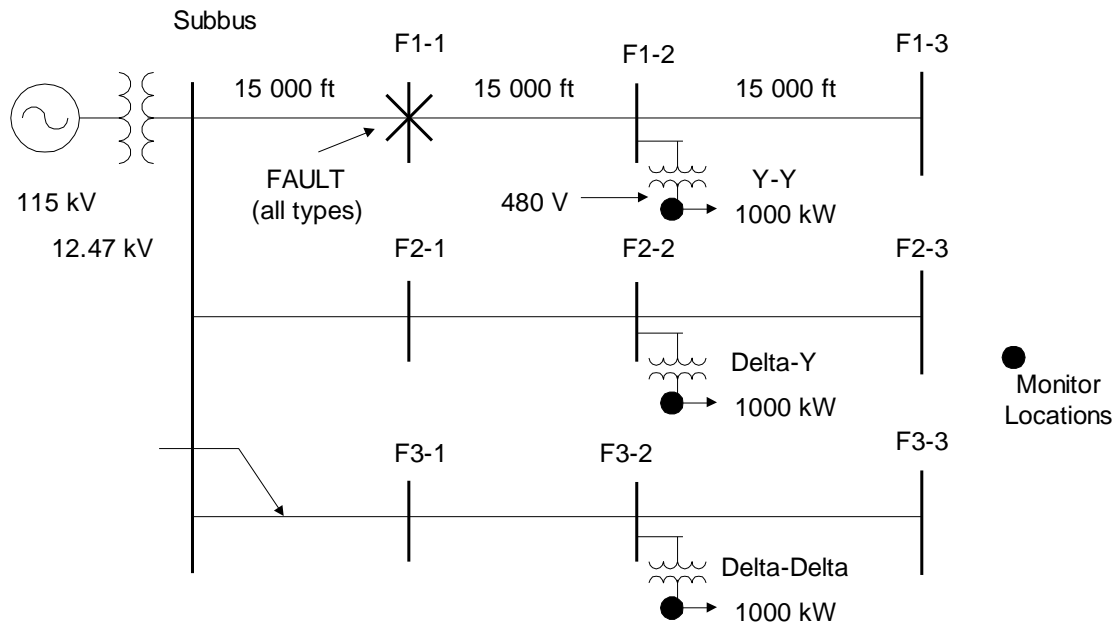 Subbus
F1-1
F1-2
F1-3
15 000 ft
15 000 ft
15 000 ft
FAULT
(all types)
115 kV
12.47 kV
480 V
Y-Y
1000 kW
F2-1
F2-2
F2-3
Delta-Y
1000 kW
Monitor
Locations
F3-1
F3-2
F3-3
Delta-Delta
1000 kW